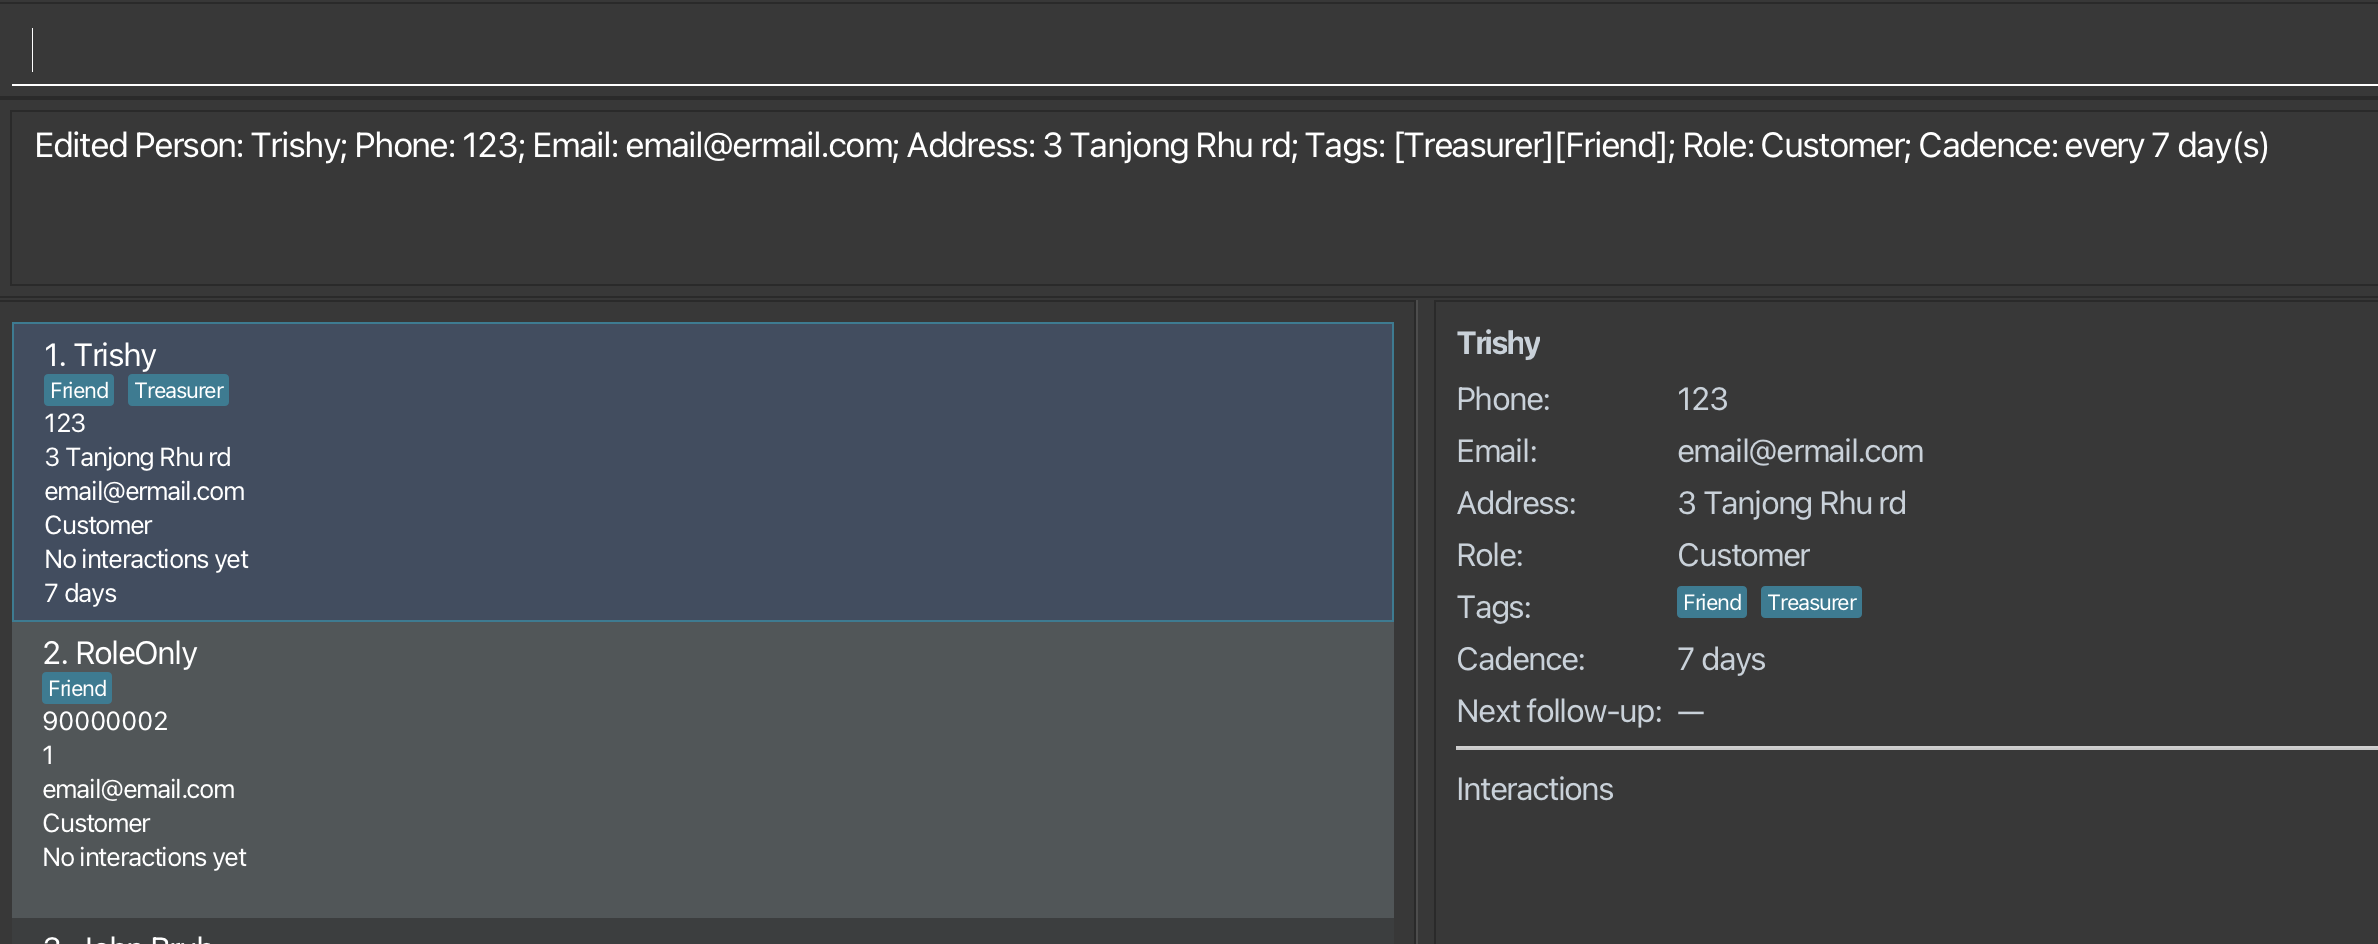 Edited Person: Trishy; Phone: 123; Email: email@ermail.com; Address: 3 Tanjong Rhu rd; Tags: [Treasurer][Friend]; Role: Customer; Cadence: every 7 day(s)
1. Trishy
Friend Treasurer
123
3 Tanjong Rhu rd
email@ermail.com
Customer
No interactions yet
7 days
2. RoleOnly
Friend
90000002
1
email@email.com
Customer
No interactions yet
Trishy
Phone: 123
Email: email@ermail.com
Address: 3 Tanjong Rhu rd
Role: Customer
Tags: Friend Treasurer
Cadence: 7 days
Next follow-up: —
Interactions